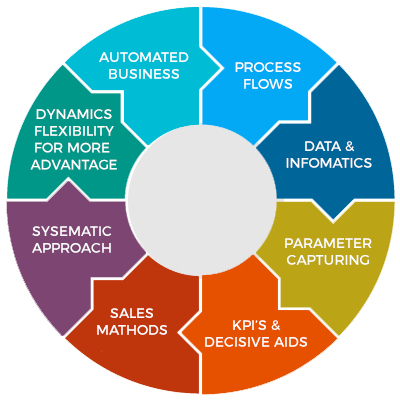 AUTOMATED
BUSINESS
PROCESS
FLOWS
DATA &
INFOMATICS
PARAMETER
CAPTURING
KPI'S &
DECISIVE AIDS
SALES
MATHODS
SYSEMATIC
APPROACH
DYNAMICS
FLEXIBILITY
FOR MORE
ADVANTAGE